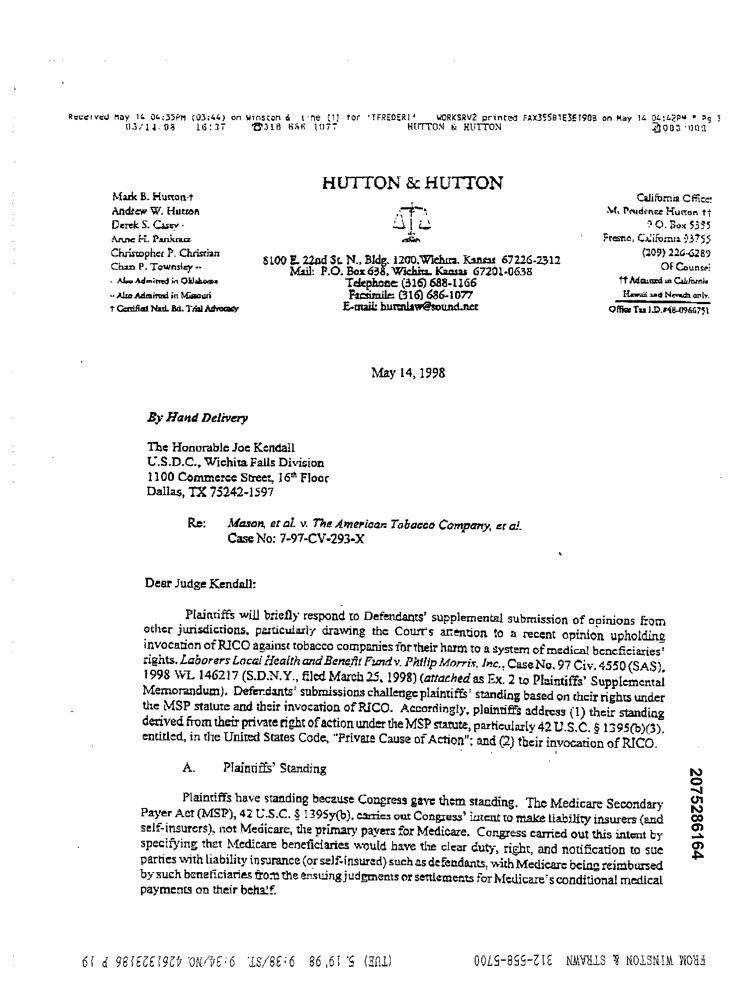 Received May 14 04:35PM (03:44) on Winston & (1) for 'TFREDERI' WORKSRV2 printed FAX35581E3E190B on May 14 04:42PM * Pg
16:37 ☎316 686 1077 HUTTON & HUTTON
HUTTON & HUTTON
Mark B. Hutton †
Andrew W. Hutton
Derek S. Casey ·
Anne H. Pankratz
Christopher P. Christian
Chan P. Townsley ··
· Also Admitted in Oklahoma
·· Also Admitted in Missouri
† Certified Natl. Bd. Trial Advocacy
8100 E. 22nd St. N., Bldg. 1200, Wichita, Kansas 67226-2312
Mail: P.O. Box 638, Wichita, Kansas 67201-0638
Telephone: (316) 688-1166
Facsimile: (316) 686-1077
E-mail: huttnlaw@sound.net
California Office:
M. Prudence Hutton ††
P.O. Box 5355
Fresno, California 93755
(209) 226-6289
Of Counsel
†† Admitted in California
Hawaii and Nevada only.
Office Tax I.D.#48-0966751
May 14, 1998
By Hand Delivery
The Honorable Joe Kendall
U.S.D.C., Wichita Falls Division
1100 Commerce Street, 16th Floor
Dallas, TX 75242-1597
Re: Mason, et al. v. The American Tobacco Company, et al.
Case No: 7-97-CV-293-X
Dear Judge Kendall:
Plaintiffs will briefly respond to Defendants' supplemental submission of opinions from
other jurisdictions, particularly drawing the Court's attention to a recent opinion upholding
invocation of RICO against tobacco companies for their harm to a system of medical beneficiaries'
rights. Laborers Local Health and Benefit Fund v. Philip Morris, Inc., Case No. 97 Civ. 4550 (SAS),
1998 WL 146217 (S.D.N.Y., filed March 25, 1998) (attached as Ex. 2 to Plaintiffs' Supplemental
Memorandum). Defendants' submissions challenge plaintiffs' standing based on their rights under
the MSP statute and their invocation of RICO. Accordingly, plaintiffs address (1) their standing
derived from their private right of action under the MSP statute, particularly 42 U.S.C. § 1395(b)(3),
entitled, in the United States Code, "Private Cause of Action"; and (2) their invocation of RICO.
A. Plaintiffs' Standing
Plaintiffs have standing because Congress gave them standing. The Medicare Secondary
Payer Act (MSP), 42 U.S.C. § 1395y(b), carries out Congress' intent to make liability insurers (and
self-insurers), not Medicare, the primary payers for Medicare. Congress carried out this intent by
specifying that Medicare beneficiaries would have the clear duty, right, and notification to sue
parties with liability insurance (or self-insured) such as defendants, with Medicare being reimbursed
by such beneficiaries from the ensuing judgments or settlements for Medicare's conditional medical
payments on their behalf.
2075286164
FROM WINSTON & STRAWN 312-558-5700 (TUE) 5. 19' 98 9:38/ST. 9:34/NO. 4261323186 P 19